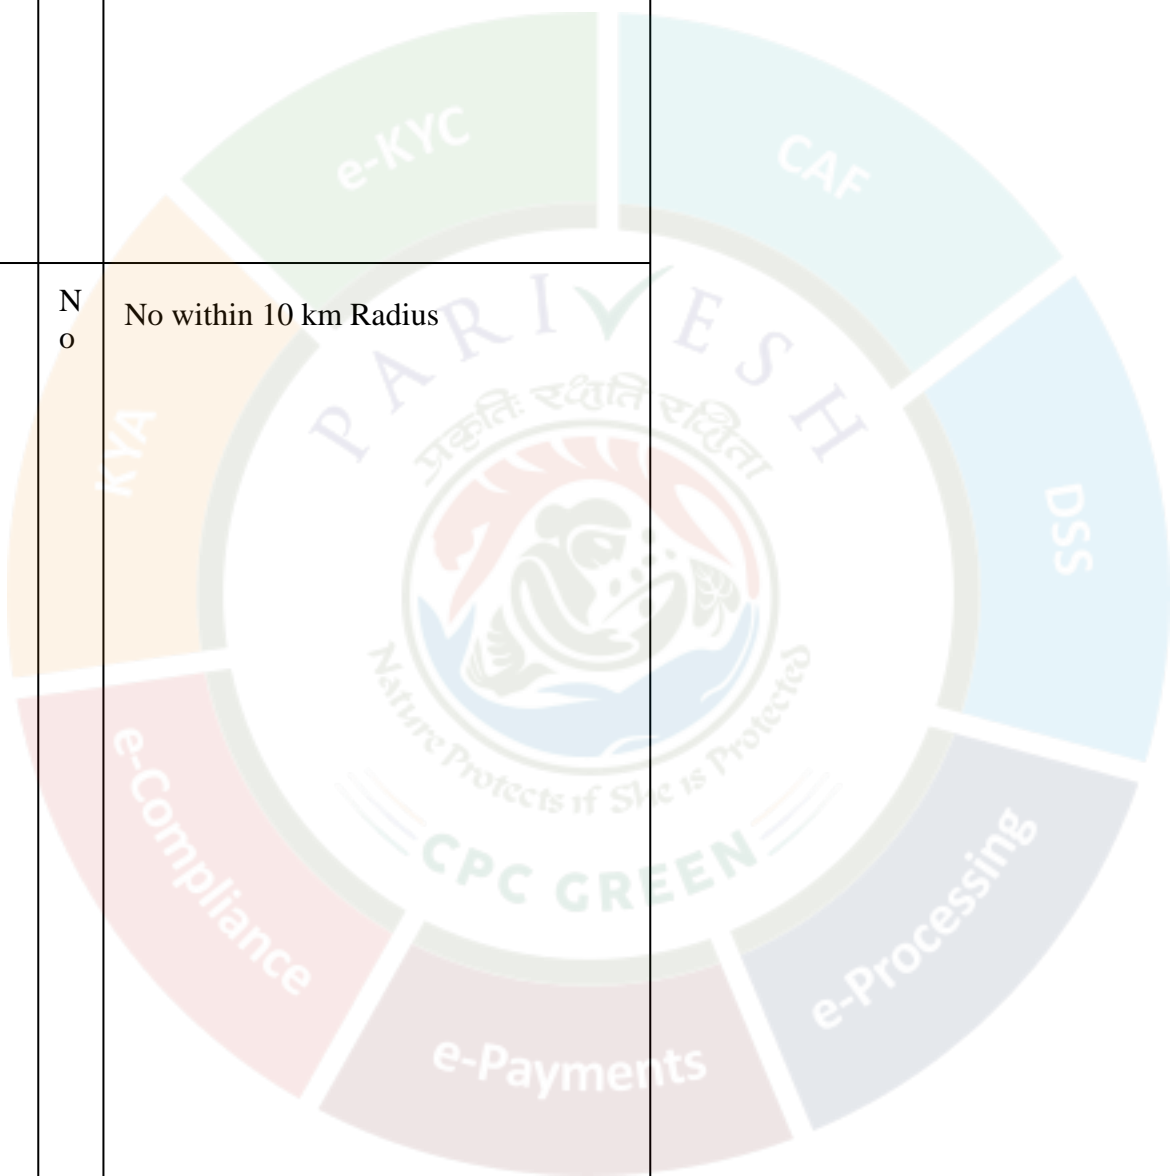 e-KYC
CAF
N
o
No within 10 km Radius
PARIVESH
प्रकृतिः रक्षति रक्षिता
KYA
DSS
Nature Protects if She is Protected
e-Compliance
CPC GREEN
e-Processing
e-Payments